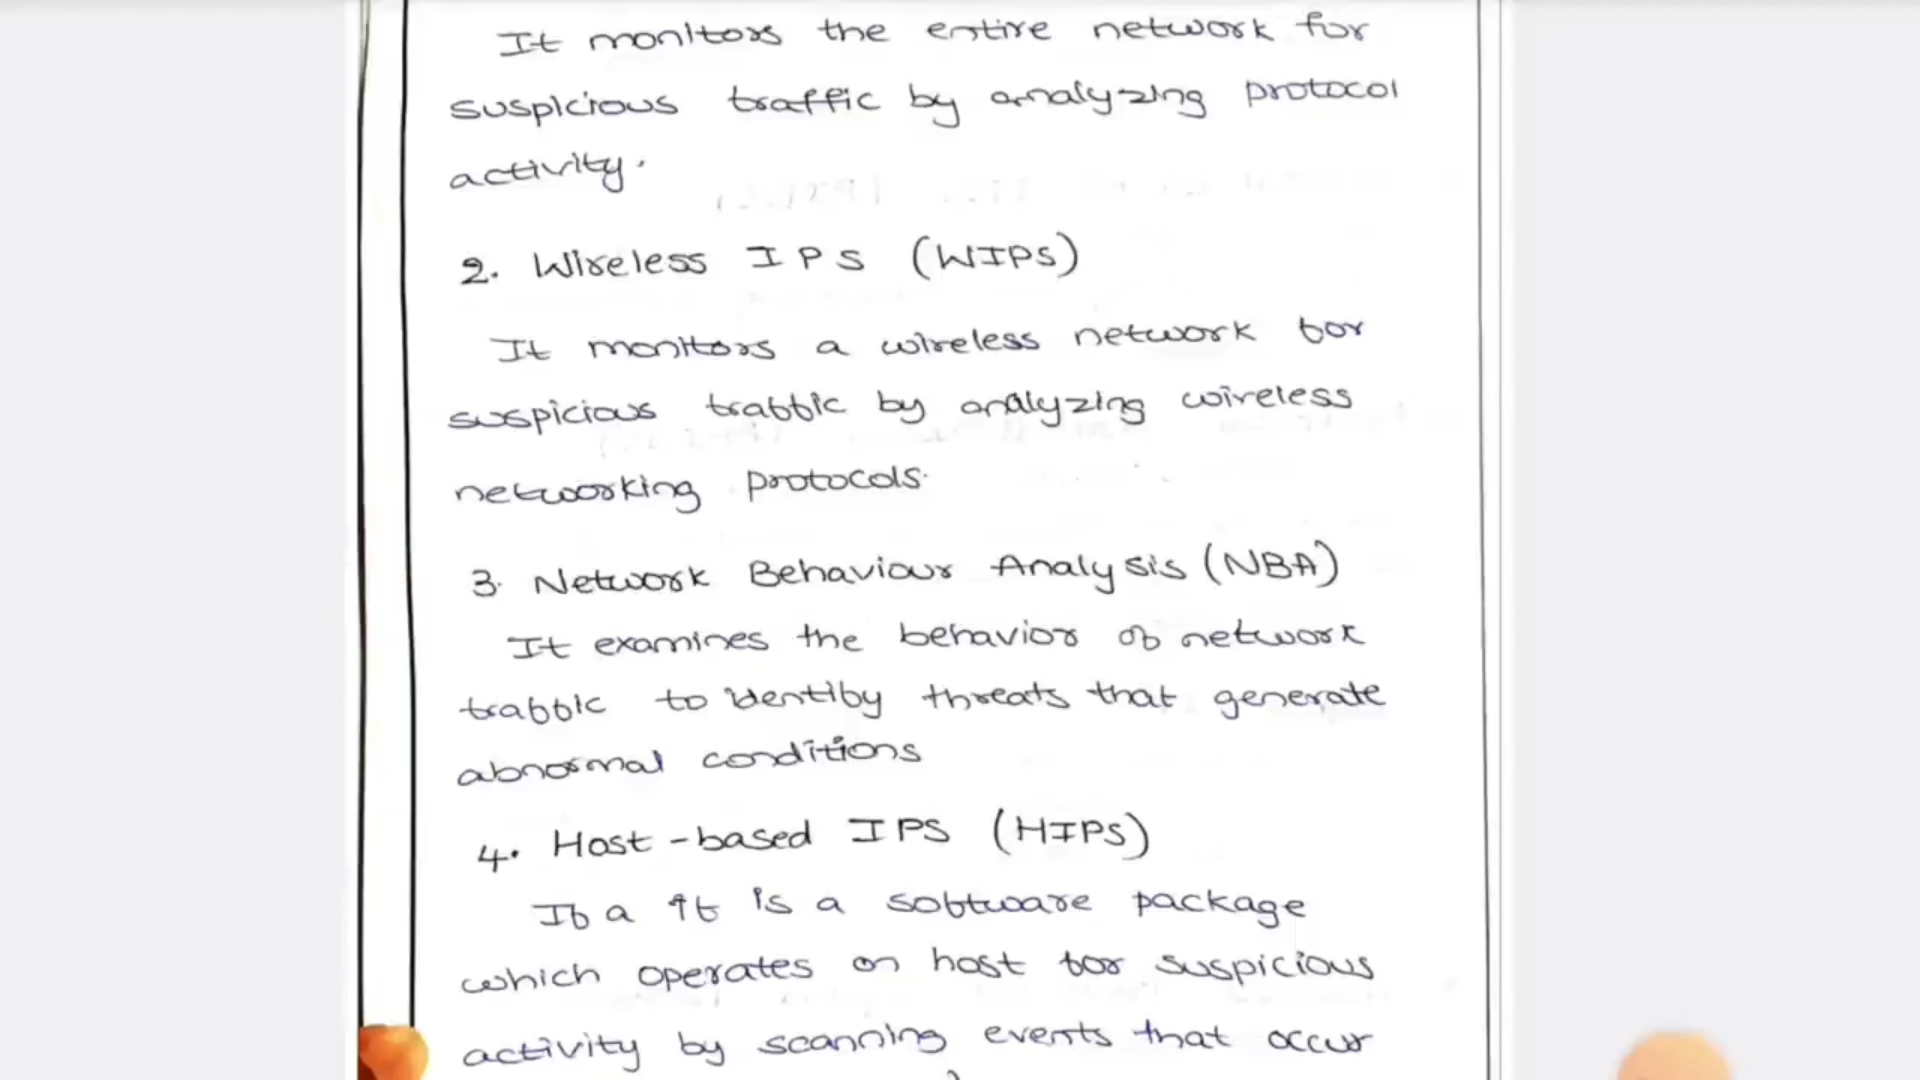 It monitors the entire network for
suspicious traffic by analyzing protocol
activity.
2. Wireless IPS (WIPS)
It monitors a wireless network for
suspicious traffic by analyzing wireless
networking protocols.
3. Network Behaviour Analysis (NBA)
It examines the behavior of network
traffic to identify threats that generate
abnormal conditions
4. Host-based IPS (HIPS)
If a it is a software package
which operates on host for suspicious
activity by scanning events that occur